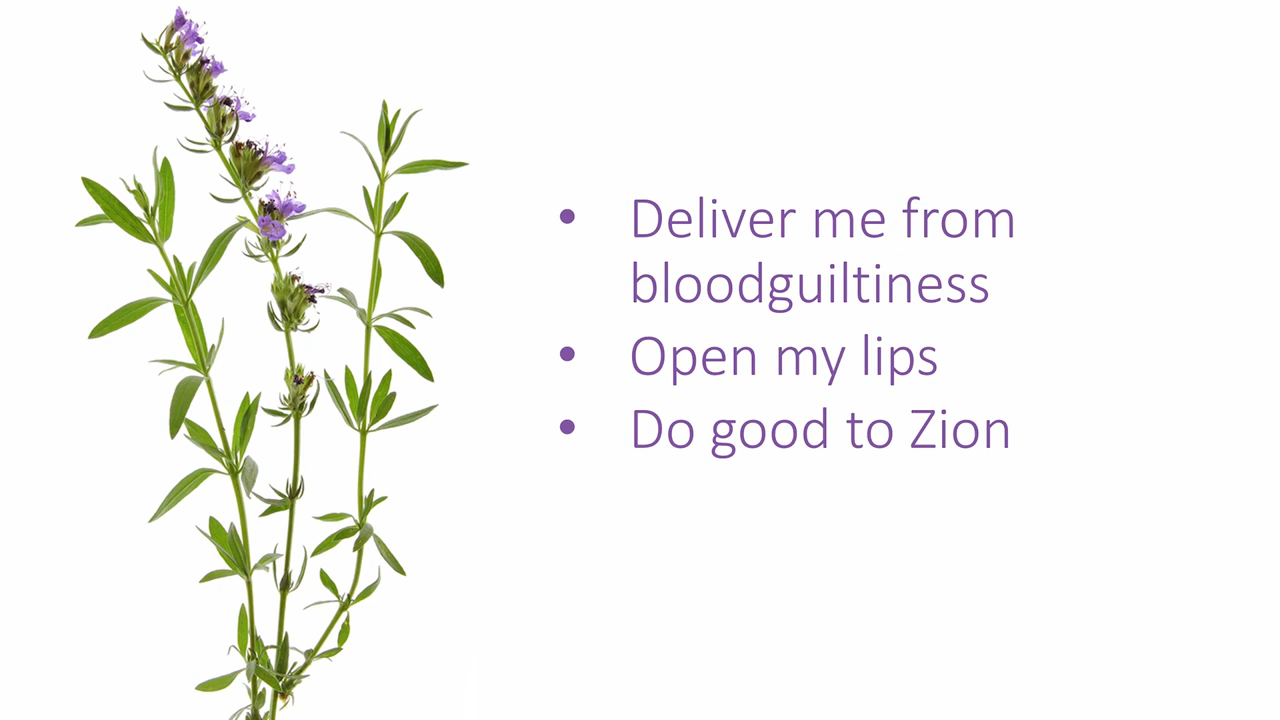 • Deliver me from
bloodguiltiness
• Open my lips
• Do good to Zion